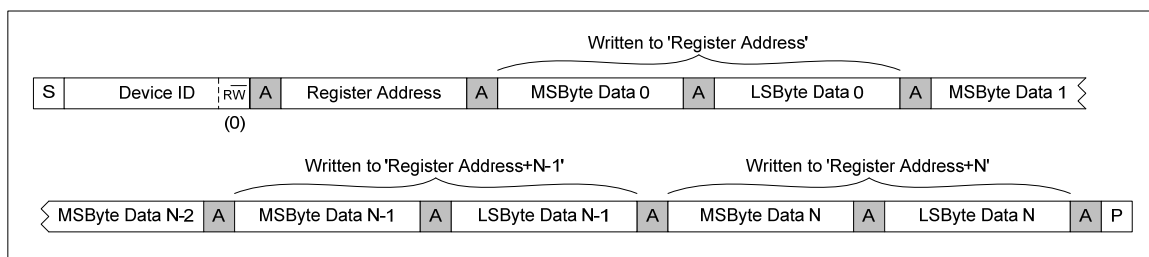 Written to 'Register Address'
S Device ID RW A Register Address A MSByte Data 0 A LSByte Data 0 A MSByte Data 1
(0)
Written to 'Register Address+N-1' Written to 'Register Address+N'
MSByte Data N-2 A MSByte Data N-1 A LSByte Data N-1 A MSByte Data N A LSByte Data N A P